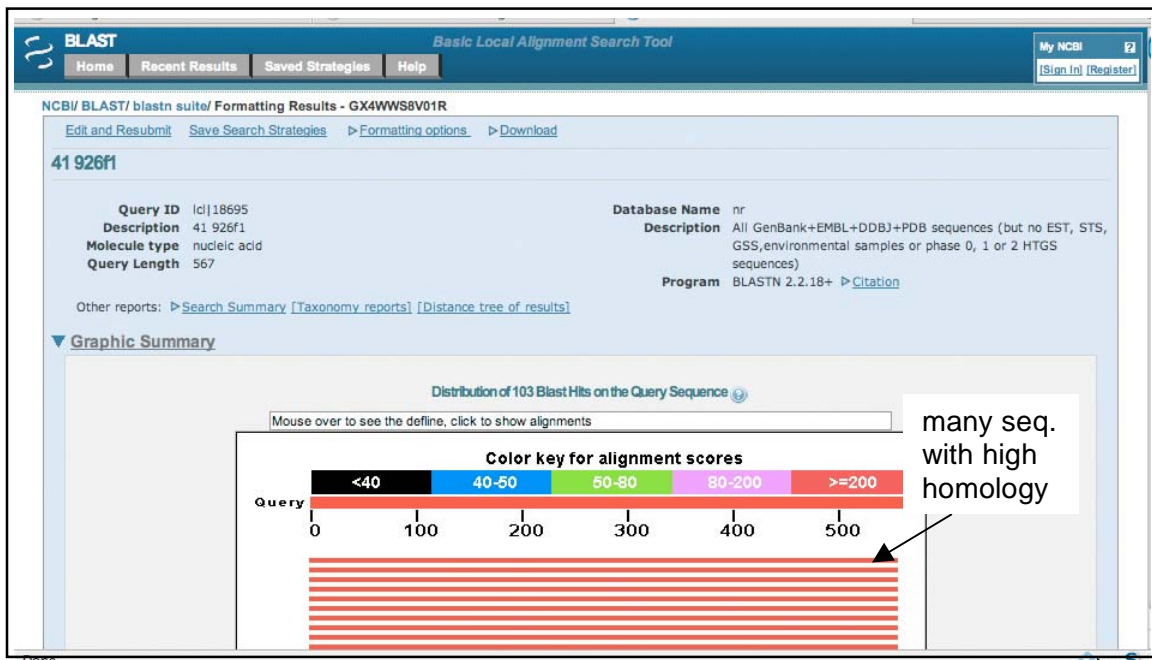 BLAST
Basic Local Alignment Search Tool
Home Recent Results Saved Strategies Help
My NCBI
[Sign In] [Register]
NCBI/ BLAST/ blastn suite/ Formatting Results - GX4WWS8V01R
Edit and Resubmit Save Search Strategies Formatting options Download
41 926f1
Query ID lcl|18695
Description 41 926f1
Molecule type nucleic acid
Query Length 567
Database Name nr
Description All GenBank+EMBL+DDBJ+PDB sequences (but no EST, STS,
GSS,environmental samples or phase 0, 1 or 2 HTGS
sequences)
Program BLASTN 2.2.18+ Citation
Other reports: Search Summary [Taxonomy reports] [Distance tree of results]
Graphic Summary
Distribution of 103 Blast Hits on the Query Sequence
Mouse over to see the defline, click to show alignments
Color key for alignment scores
<40 40-50 50-80 80-200 >=200
Query
0 100 200 300 400 500
many seq.
with high
homology